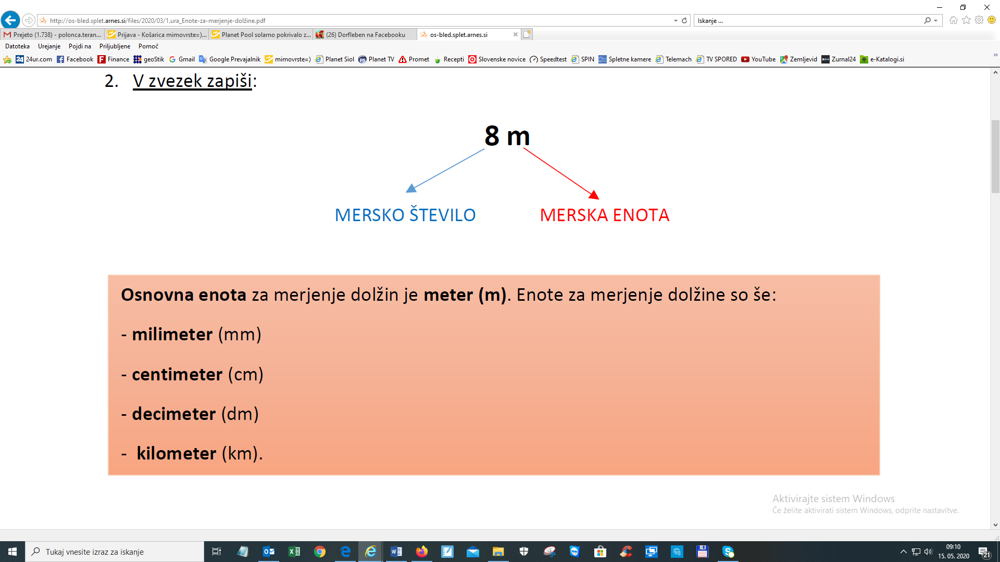 http://os-bled.splet.arnes.si/files/2020/03/1.ura_Enote-za-merjenje-dolžine.pdf
Iskanje ...
Prejeto (1.738) - polonca.teran...
Prijava - Košarica mimovrste=)...
Planet Pool solarno pokrivalo z...
(26) Dorfleben na Facebooku
os-bled.splet.arnes.si
Datoteka Urejanje Pojdi na Priljubljene Pomoč
24ur.com Facebook Finance geoStik Gmail Google Prevajalnik mimovrste=) Planet Siol Planet TV Promet Recepti Slovenske novice Speedtest SPIN Spletne kamere Telemach TV SPORED YouTube Zemljevid Zurnal24 e-Katalogi.si
2. V zvezek zapiši:
8 m
MERSKO ŠTEVILO MERSKA ENOTA
Osnovna enota za merjenje dolžin je meter (m). Enote za merjenje dolžine so še:
- milimeter (mm)
- centimeter (cm)
- decimeter (dm)
- kilometer (km).
Aktivirajte sistem Windows
Če želite aktivirati sistem Windows, odprite nastavitve.
Tukaj vnesite izraz za iskanje
09:10
15. 05. 2020
21